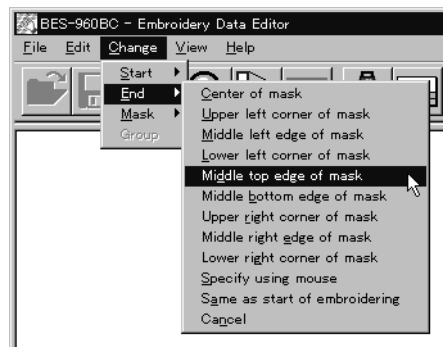 BES-960BC - Embroidery Data Editor
File Edit Change View Help
Start
End
Mask
Group
Center of mask
Upper left corner of mask
Middle left edge of mask
Lower left corner of mask
Middle top edge of mask
Middle bottom edge of mask
Upper right corner of mask
Middle right edge of mask
Lower right corner of mask
Specify using mouse
Same as start of embroidering
Cancel